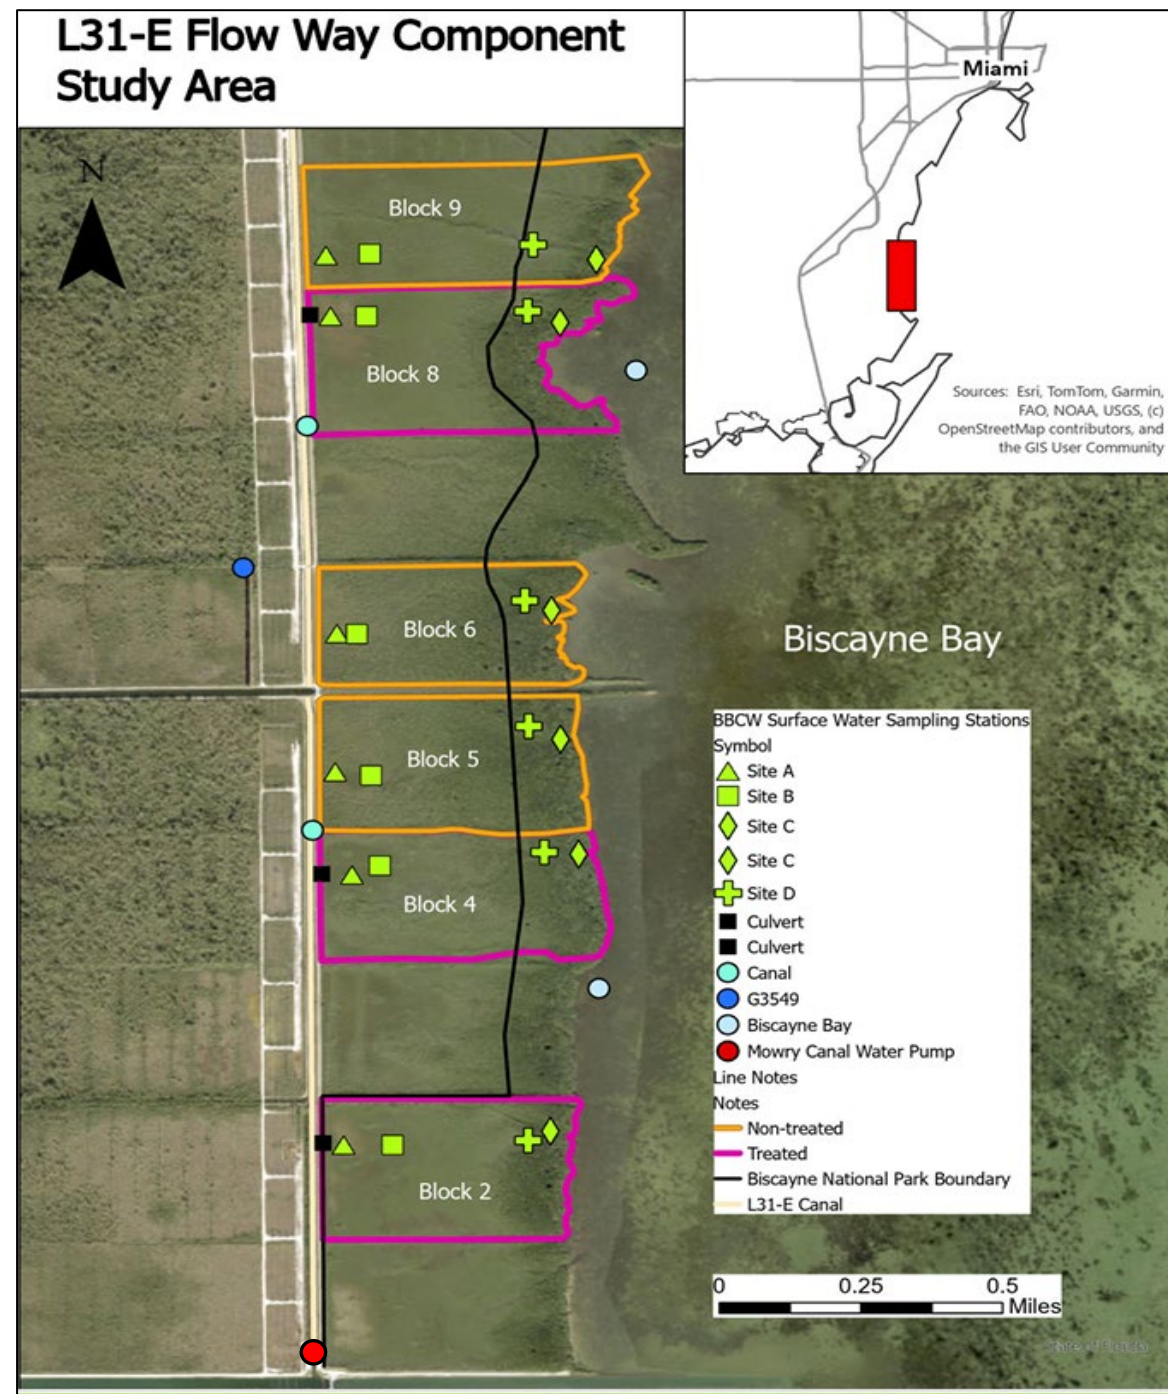 L31-E Flow Way Component
Study Area
Miami
Sources: Esri, TomTom, Garmin,
FAO, NOAA, USGS, (c)
OpenStreetMap contributors, and
the GIS User Community
N
Block 9
Block 8
Block 6
Biscayne Bay
Block 5
Block 4
Block 2
BBCW Surface Water Sampling Stations
Symbol
Site A
Site B
Site C
Site C
Site D
Culvert
Culvert
Canal
G3549
Biscayne Bay
Mowry Canal Water Pump
Line Notes
Notes
Non-treated
Treated
Biscayne National Park Boundary
L31-E Canal
0 0.25 0.5
Miles
State of Florida